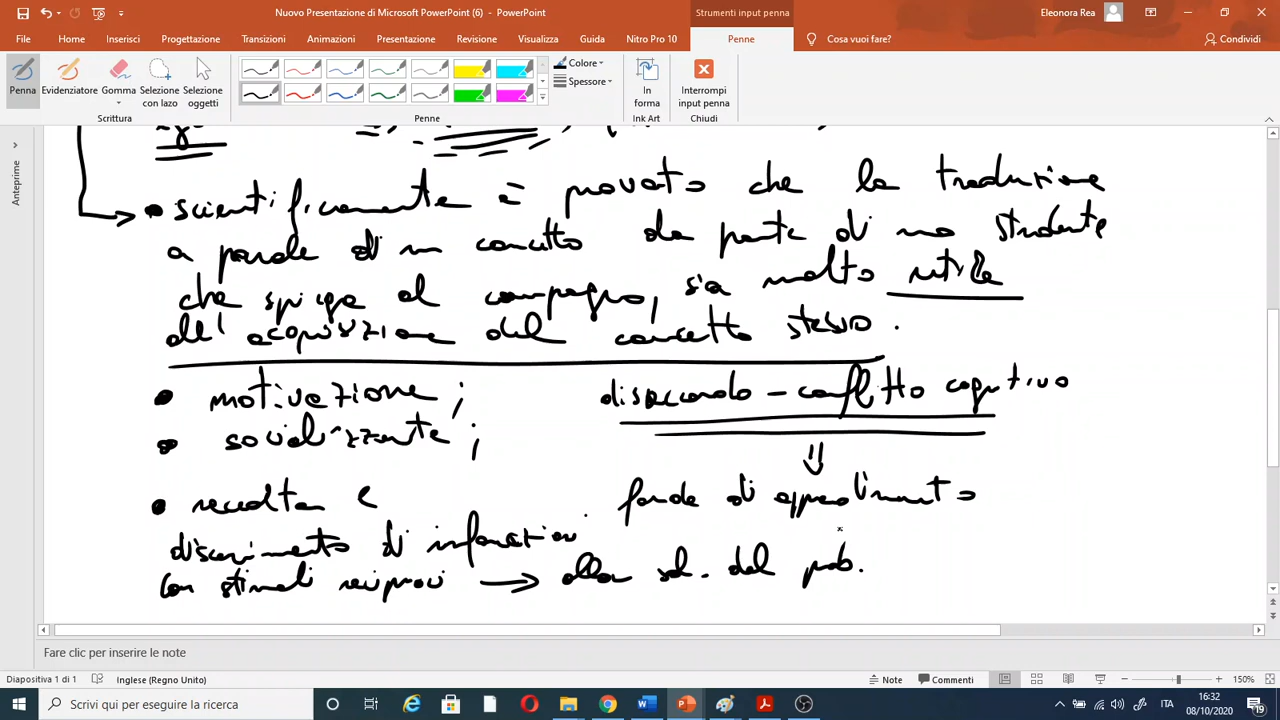 Nuovo Presentazione di Microsoft PowerPoint (6) - PowerPoint
Strumenti input penna
Eleonora Rea
File Home Inserisci Progettazione Transizioni Animazioni Presentazione Revisione Visualizza Guida Nitro Pro 10 Penne Cosa vuoi fare? Condividi
Penna Evidenziatore Gomma Selezione con lazo Selezione oggetti
Colore
Spessore
In forma
Interrompi input penna
Scrittura Penne Ink Art Chiudi
Anteprime
• scientificamente è provato che la traduzione
a parole di un concetto da parte di uno studente
che spiega al compagno, sia molto utile
all'acquisizione del concetto stesso.
• motivazione; disaccordo - conflitto cognitivo
• socializzante;
⇓
• raccolta e fonde di apprendimento
discernimento di informazioni
con stimoli reciproci → alla sol. del prob.
Fare clic per inserire le note
Diapositiva 1 di 1 Inglese (Regno Unito) Note Commenti 150%
Scrivi qui per eseguire la ricerca
ITA
16:32
08/10/2020
19